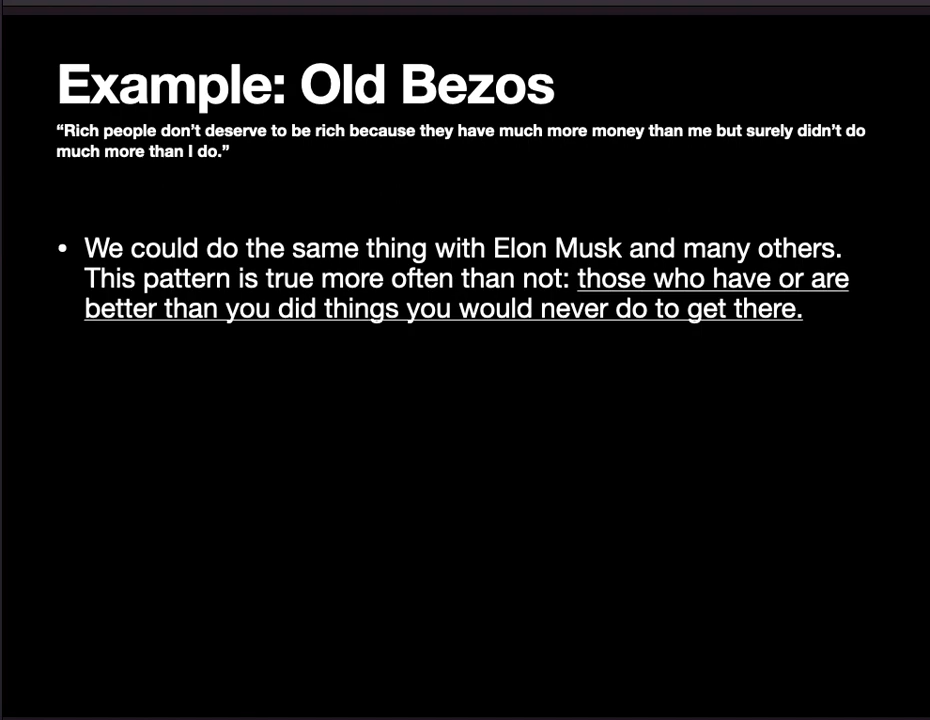 Example: Old Bezos
“Rich people don’t deserve to be rich because they have much more money than me but surely didn’t do
much more than I do.”
• We could do the same thing with Elon Musk and many others.
This pattern is true more often than not: those who have or are
better than you did things you would never do to get there.